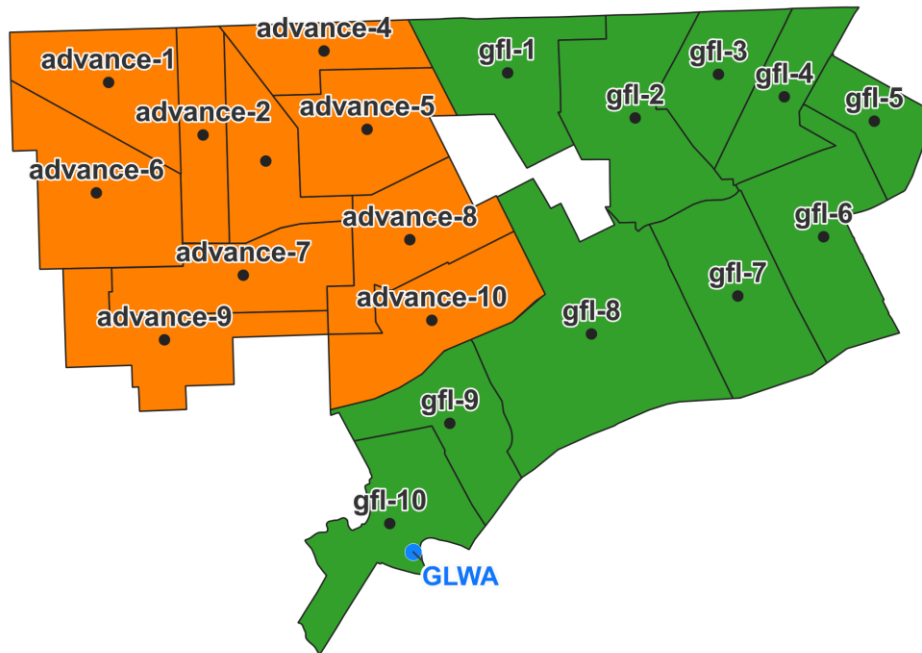 advance-4
gfl-1
gfl-3
advance-1
gfl-4
gfl-2
gfl-5
advance-2
advance-5
advance-6
gfl-6
advance-8
advance-7
gfl-7
advance-10
gfl-8
advance-9
gfl-9
gfl-10
GLWA